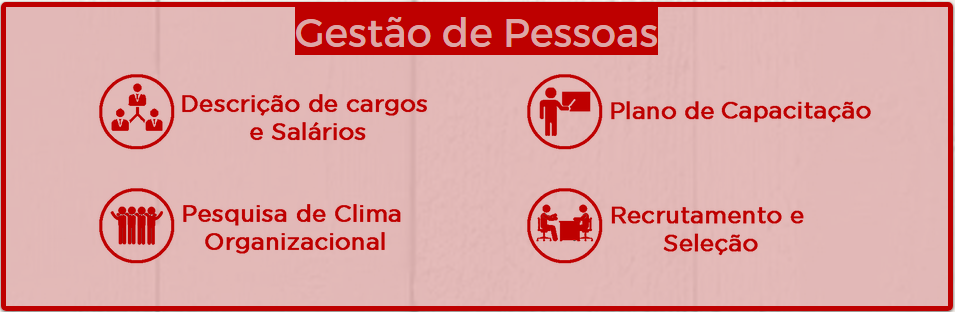 Gestão de Pessoas
Descrição de cargos
e Salários
Plano de Capacitação
Pesquisa de Clima
Organizacional
Recrutamento e
Seleção